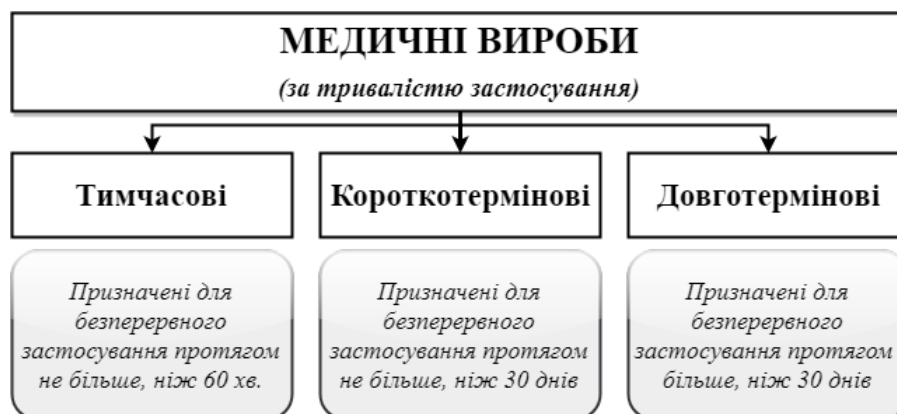 МЕДИЧНІ ВИРОБИ
(за тривалістю застосування)
Тимчасові
Короткотермінові
Довготермінові
Призначені для
безперервного
застосування протягом
не більше, ніж 60 хв.
Призначені для
безперервного
застосування протягом
не більше, ніж 30 днів
Призначені для
безперервного
застосування протягом
більше, ніж 30 днів